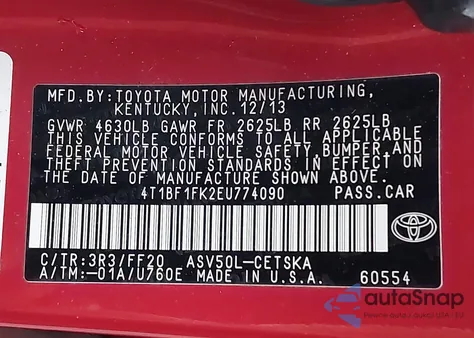 MFD.BY:TOYOTA MOTOR MANUFACTURING,
KENTUCKY, INC. 12/13
GVWR 4630LB GAWR FR 2625LB RR 2625LB
THIS VEHICLE CONFORMS TO ALL APPLICABLE
FEDERAL MOTOR VEHICLE SAFETY, BUMPER, AND
THEFT PREVENTION STANDARDS IN EFFECT ON
THE DATE OF MANUFACTURE SHOWN ABOVE.
4T1BF1FK2EU774090 PASS.CAR
C/TR:3R3/FF20 ASV50L-CETSKA
A/TM:-01A/U760E MADE IN U.S.A. 60554
TOYOTA
autaSnap